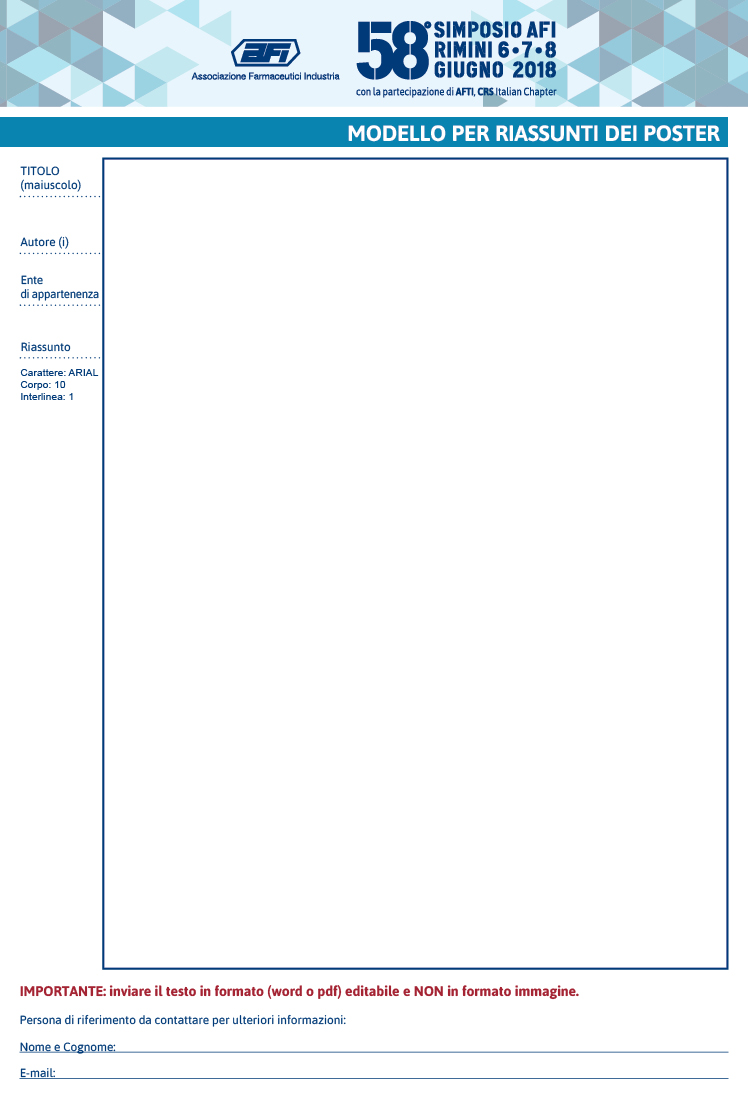 afi
Associazione Farmaceutici Industria
58° SIMPOSIO AFI
RIMINI 6•7•8
GIUGNO 2018
con la partecipazione di AFTI, CRS Italian Chapter
MODELLO PER RIASSUNTI DEI POSTER
TITOLO
(maiuscolo)
Autore (i)
Ente
di appartenenza
Riassunto
Carattere: ARIAL
Corpo: 10
Interlinea: 1
IMPORTANTE: inviare il testo in formato (word o pdf) editabile e NON in formato immagine.
Persona di riferimento da contattare per ulteriori informazioni:
Nome e Cognome:
E-mail: